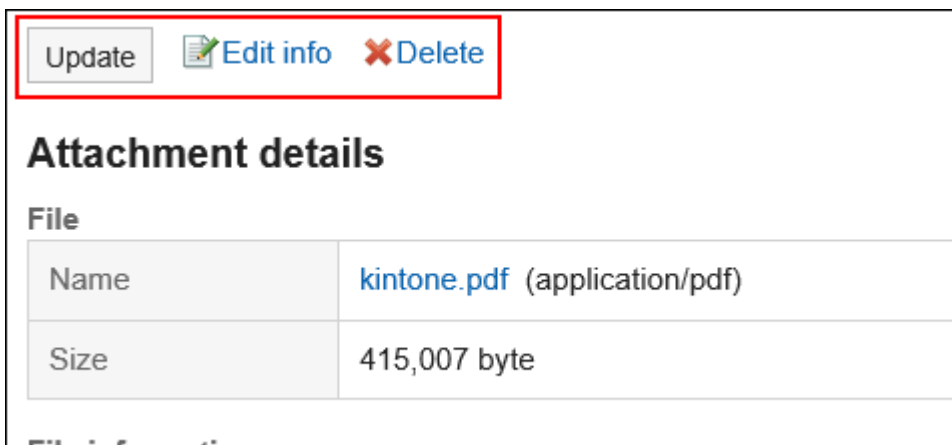 Update Edit info Delete
Attachment details
File
Name kintone.pdf (application/pdf)
Size 415,007 byte